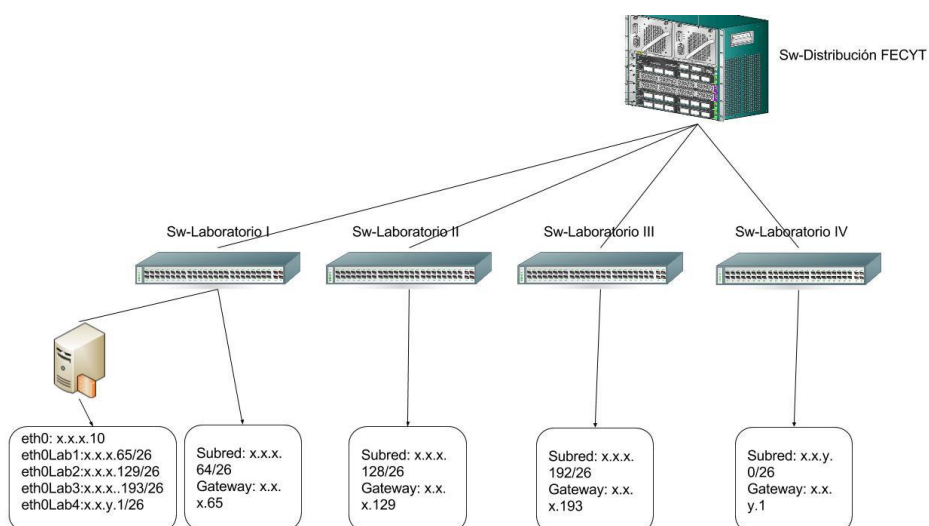 Sw-Distribución FECYT
Sw-Laboratorio I
Sw-Laboratorio II
Sw-Laboratorio III
Sw-Laboratorio IV
eth0: x.x.x.10
eth0Lab1:x.x.x.65/26
eth0Lab2:x.x.x.129/26
eth0Lab3:x.x.x..193/26
eth0Lab4:x.x.y.1/26
Subred: x.x.x.
64/26
Gateway: x.x.
x.65
Subred: x.x.x.
128/26
Gateway: x.x.
x.129
Subred: x.x.x.
192/26
Gateway: x.x.
x.193
Subred: x.x.y.
0/26
Gateway: x.x.
y.1